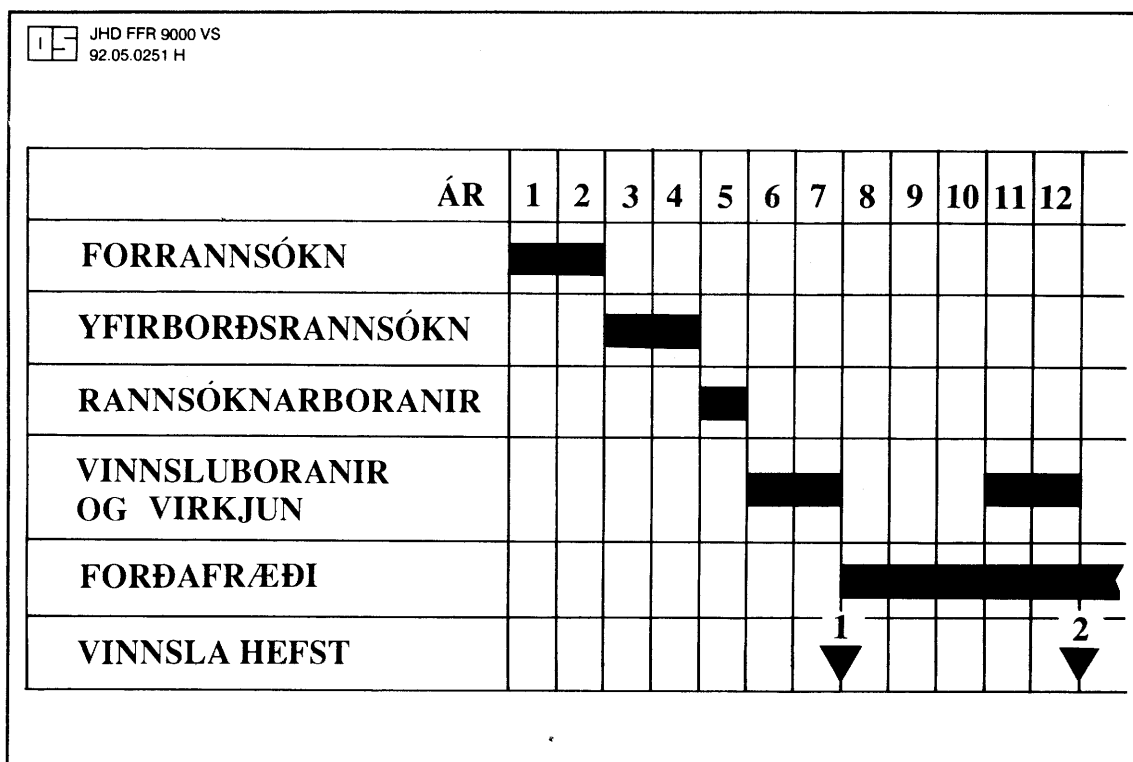 OS JHD FFR 9000 VS
92.05.0251 H
ÁR 1 2 3 4 5 6 7 8 9 10 11 12
FORRANNSÓKN
YFIRBORÐSRANNSÓKN
RANNSÓKNARBORANIR
VINNSLUBORANIR
OG VIRKJUN
FORÐAFRÆÐI
1 2
VINNSLA HEFST